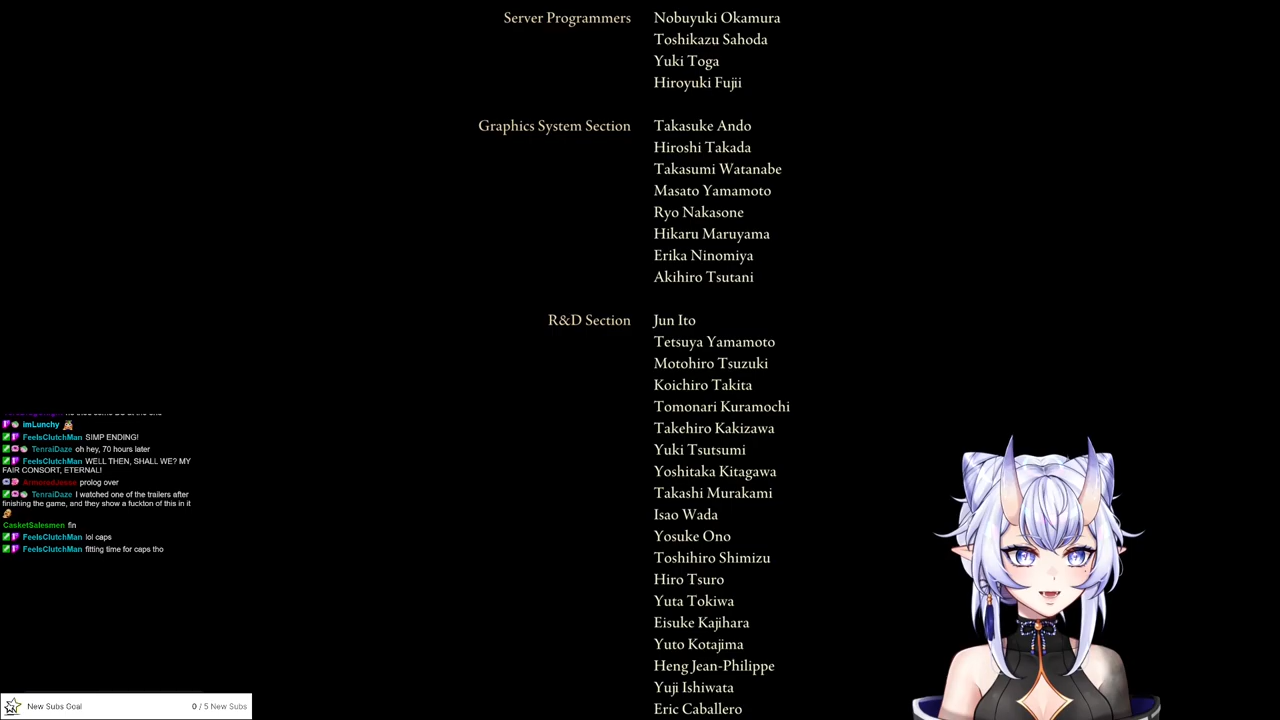 Server Programmers Nobuyuki Okamura
Toshikazu Sahoda
Yuki Toga
Hiroyuki Fujii
Graphics System Section Takasuke Ando
Hiroshi Takada
Takasumi Watanabe
Masato Yamamoto
Ryo Nakasone
Hikaru Maruyama
Erika Ninomiya
Akihiro Tsutani
R&D Section Jun Ito
Tetsuya Yamamoto
Motohiro Tsuzuki
Koichiro Takita
Tomonari Kuramochi
Takehiro Kakizawa
Yuki Tsutsumi
Yoshitaka Kitagawa
Takashi Murakami
Isao Wada
Yosuke Ono
Toshihiro Shimizu
Hiro Tsuro
Yuta Tokiwa
Eisuke Kajihara
Yuto Kotajima
Heng Jean-Philippe
Yuji Ishiwata
Eric Caballero
imLunchy
FeelsClutchMan SIMP ENDING!
TenraiDaze oh hey, 70 hours later
FeelsClutchMan WELL THEN, SHALL WE? MY
FAIR CONSORT, ETERNAL!
ArmoredJesse prolog over
TenraiDaze I watched one of the trailers after
finishing the game, and they show a fuckton of this in it
CasketSalesmen fin
FeelsClutchMan lol caps
FeelsClutchMan fitting time for caps tho
New Subs Goal 0 / 5 New Subs